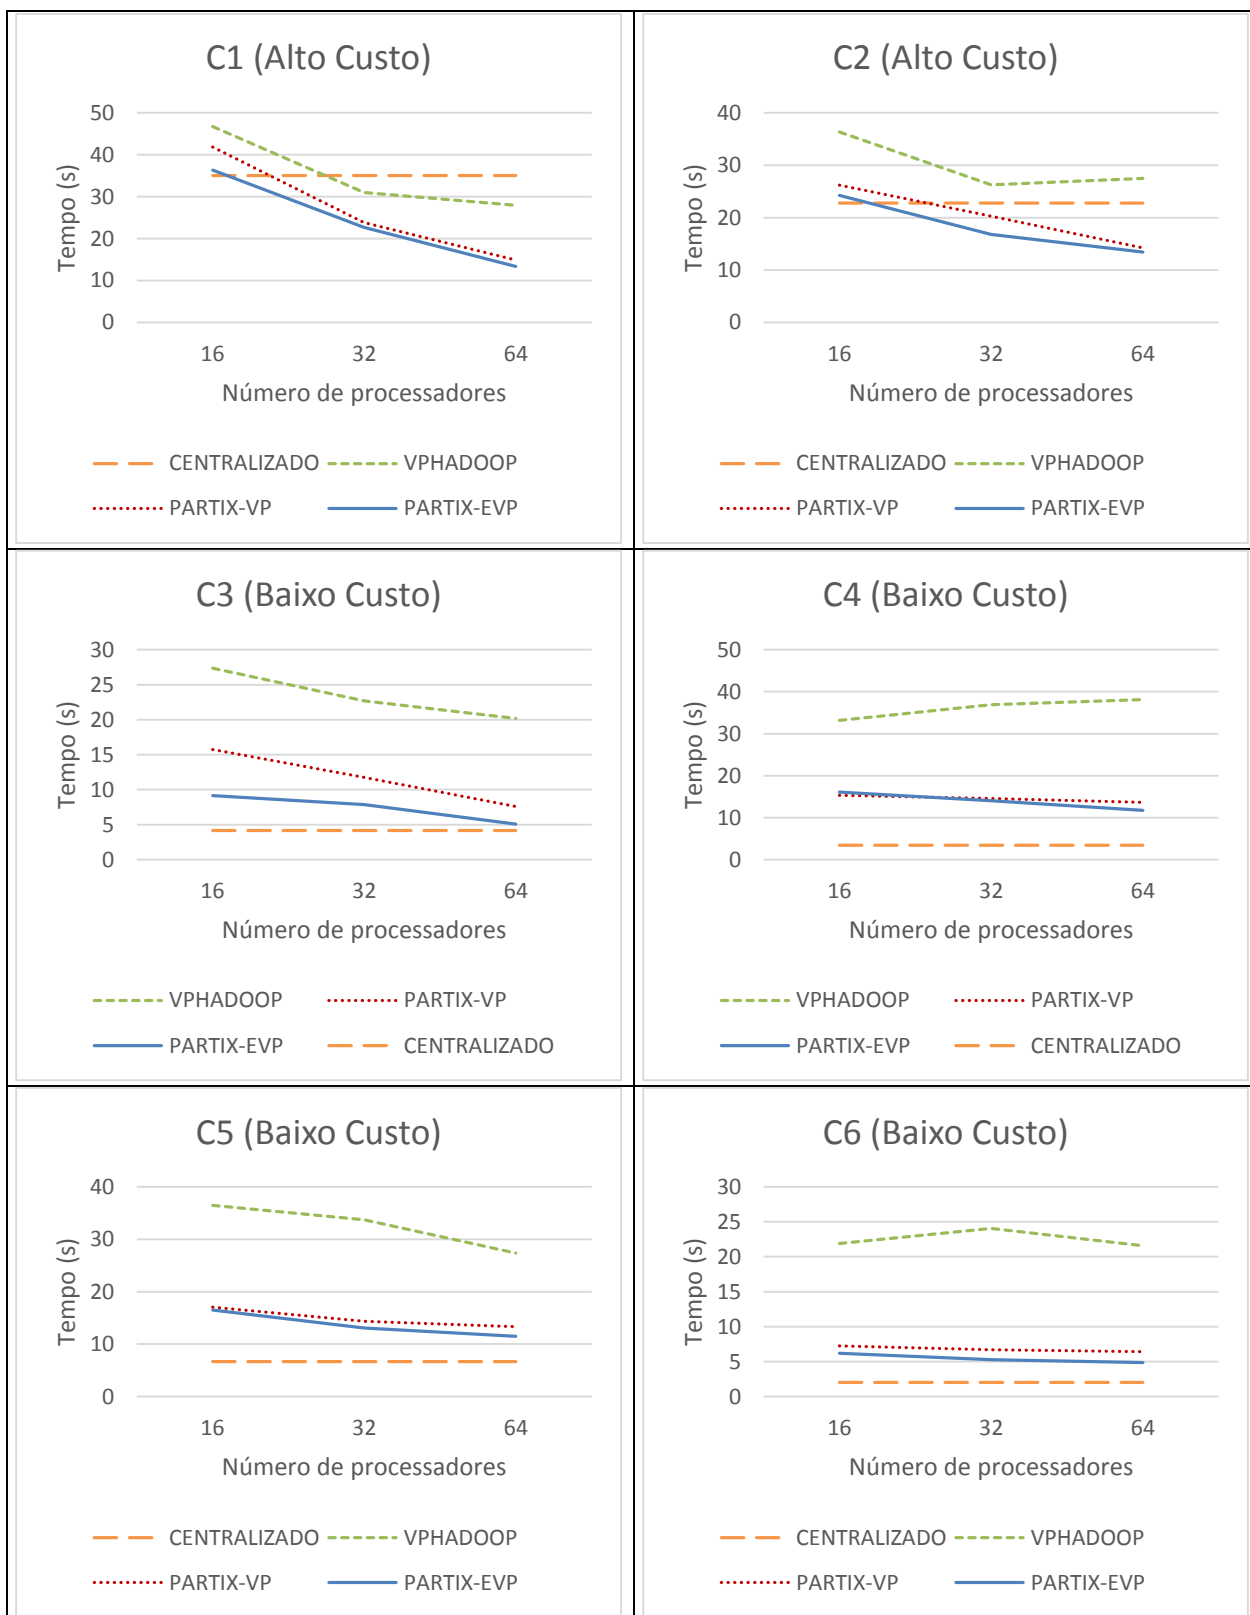 C1 (Alto Custo)
50
40
30
20
10
0
Tempo (s)
16 32 64
Número de processadores
CENTRALIZADO VPHADOOP
PARTIX-VP PARTIX-EVP
C2 (Alto Custo)
40
30
20
10
0
Tempo (s)
16 32 64
Número de processadores
CENTRALIZADO VPHADOOP
PARTIX-VP PARTIX-EVP
C3 (Baixo Custo)
30
25
20
15
10
5
0
Tempo (s)
16 32 64
Número de processadores
VPHADOOP PARTIX-VP
PARTIX-EVP CENTRALIZADO
C4 (Baixo Custo)
50
40
30
20
10
0
Tempo (s)
16 32 64
Número de processadores
VPHADOOP PARTIX-VP
PARTIX-EVP CENTRALIZADO
C5 (Baixo Custo)
40
30
20
10
0
Tempo (s)
16 32 64
Número de processadores
CENTRALIZADO VPHADOOP
PARTIX-VP PARTIX-EVP
C6 (Baixo Custo)
30
25
20
15
10
5
0
Tempo (s)
16 32 64
Número de processadores
CENTRALIZADO VPHADOOP
PARTIX-VP PARTIX-EVP